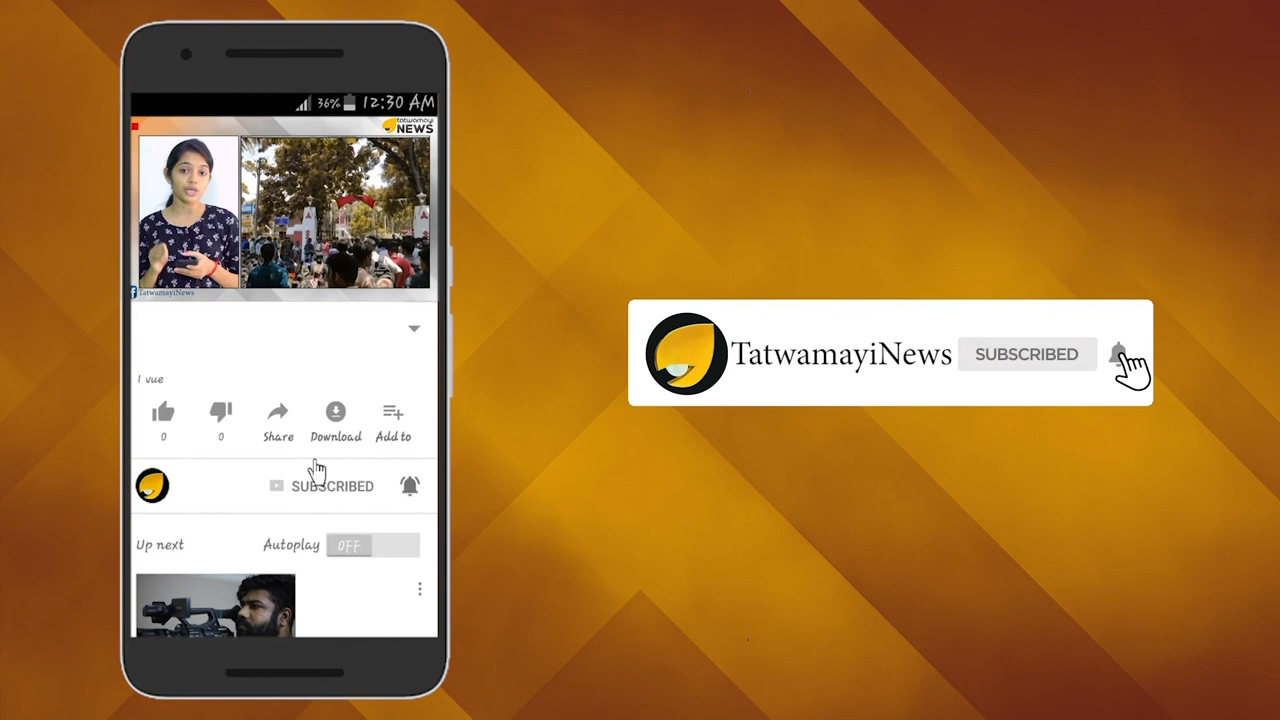 36% 12:30 AM
tatwamayi
NEWS
TatwamayiNews
1 vue
0 0 Share Download Add to
SUBSCRIBED
Up next Autoplay OFF
TatwamayiNews SUBSCRIBED